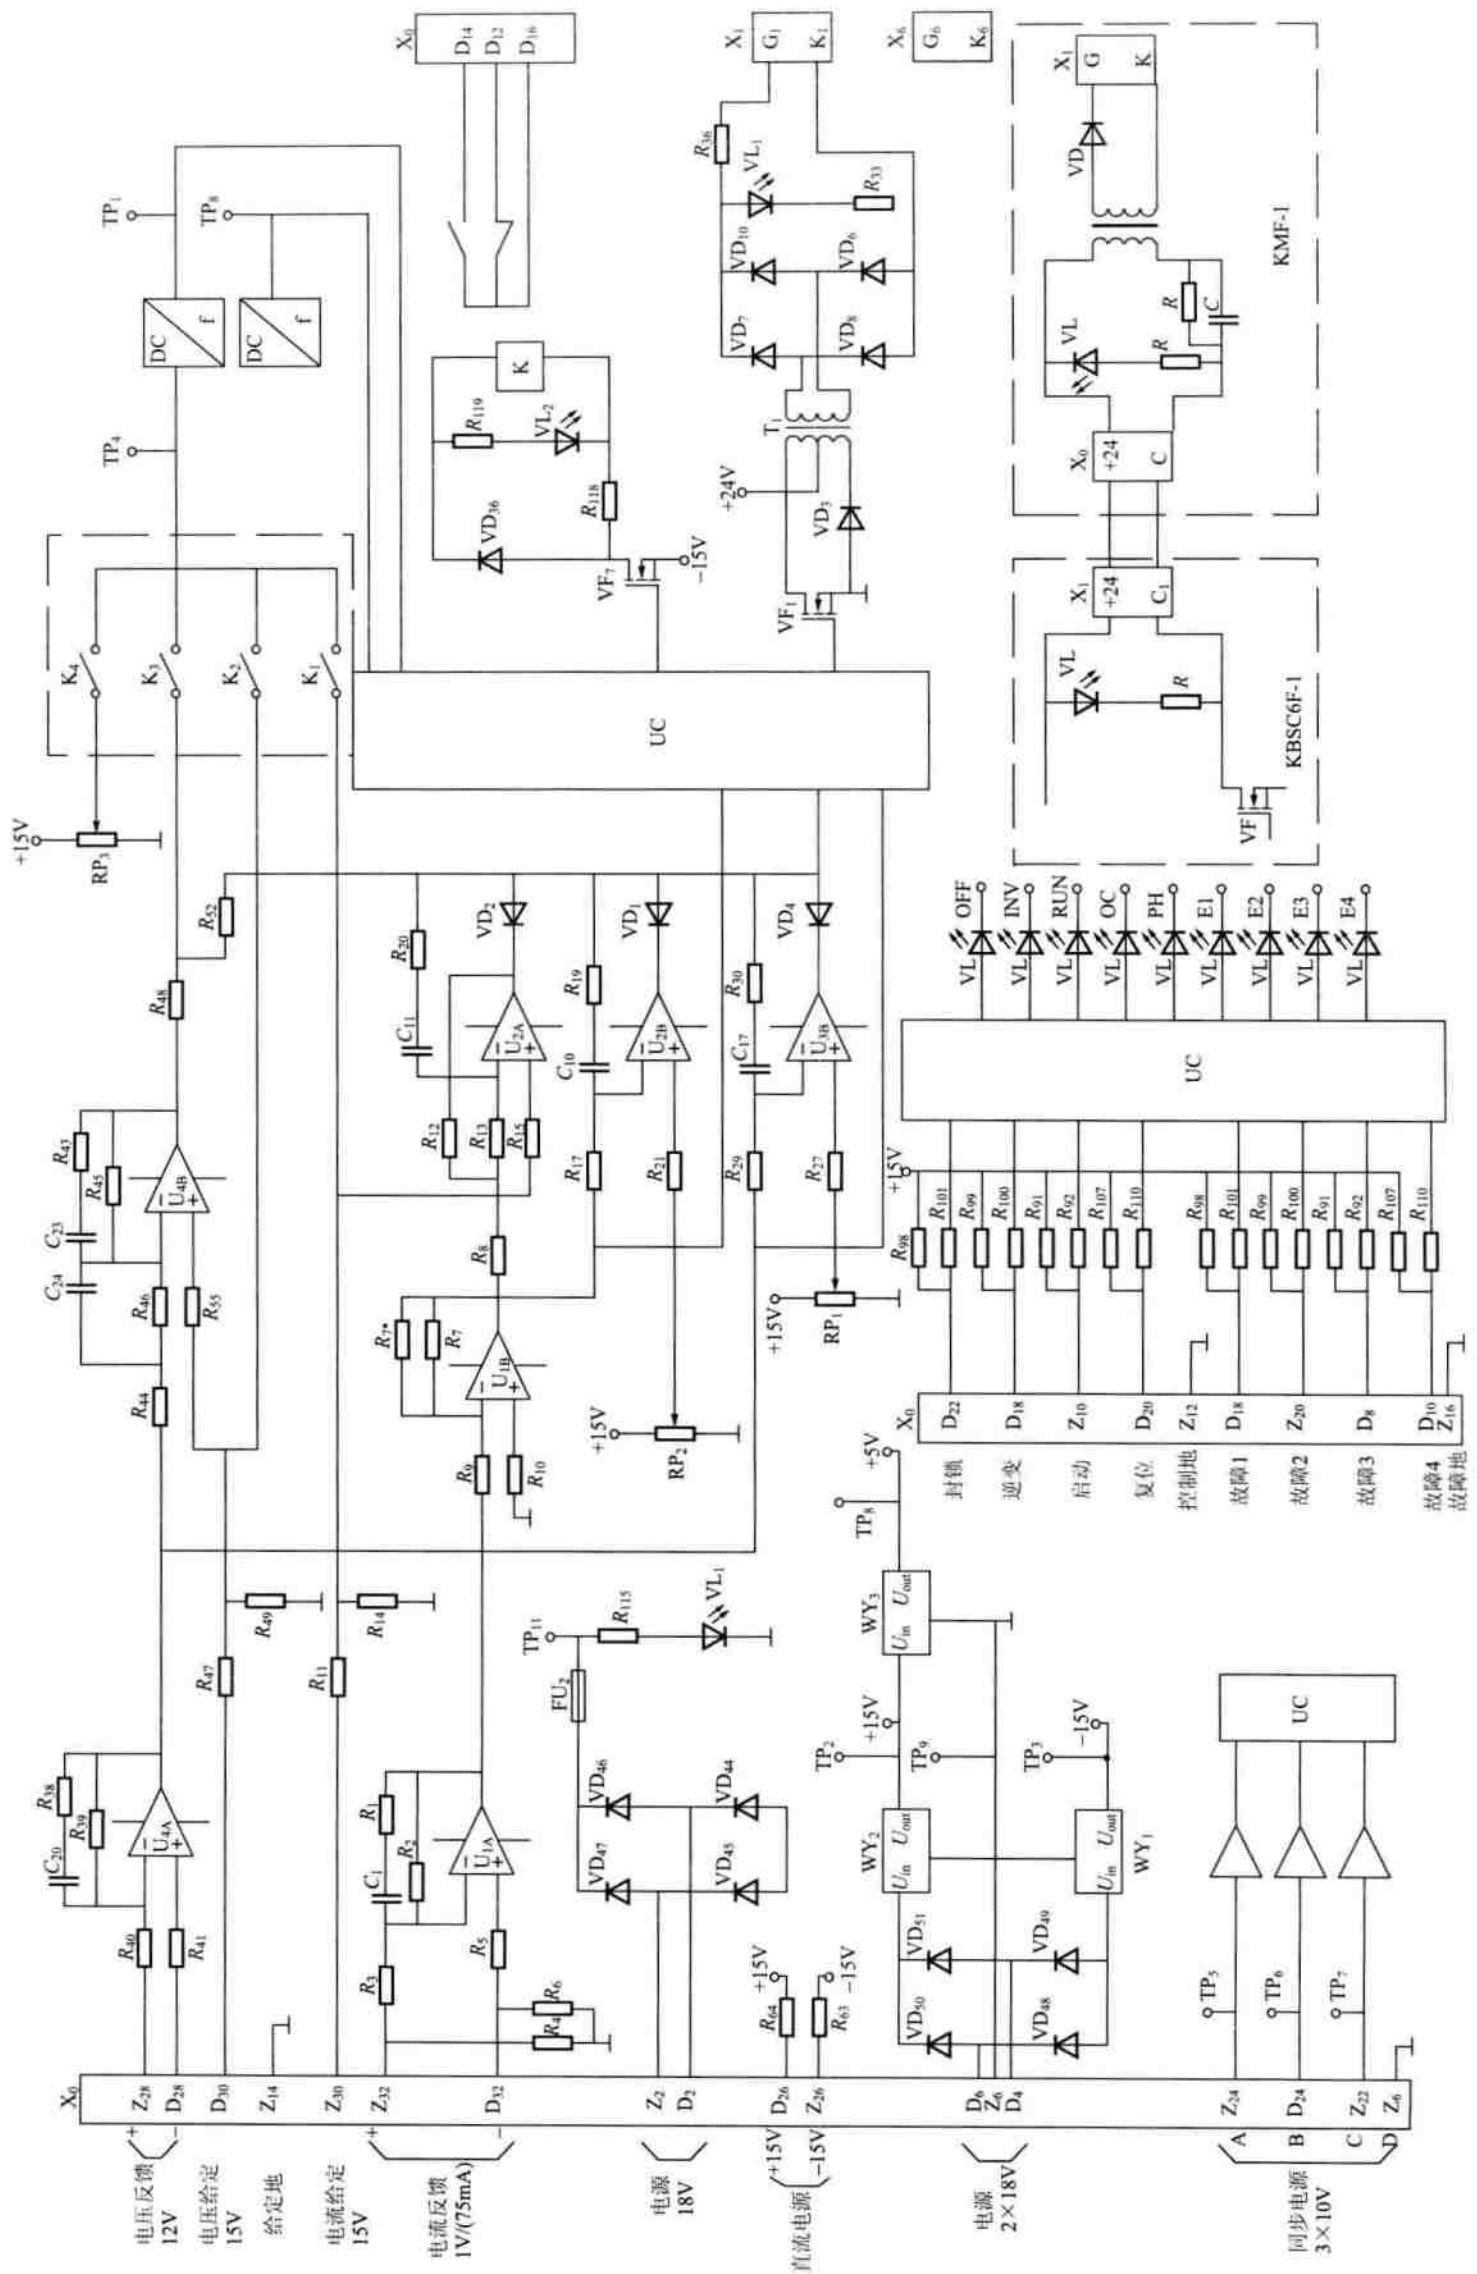 电压反馈
12V
电压给定
15V
给定地
电流给定
15V
电流反馈
1V/(75mA)
电源
18V
直流电源
+15V
−15V
电源
2×18V
同步电源
3×10V
A
B
C
D
X₀
+
Z₂₈
−
D₂₈
D₃₀
Z₁₄
Z₃₀
+
Z₃₂
−
D₃₂
Z₂
D₂
D₂₆
Z₂₆
D₆
Z₆
D₄
Z₂₄
D₂₄
Z₂₂
Z₆
C₂₀
R₃₈
R₃₉
R₄₀
R₄₁
U₄A
R₄₇
R₄₉
R₁₁
R₁₄
C₁
R₁
R₂
R₃
R₅
R₄
R₆
U₁A
VD₄₇
VD₄₆
VD₄₅
VD₄₄
FU₂
TP₁₁
R₁₁₅
VL₁
R₆₄
+15V
R₆₃
−15V
VD₅₀
VD₅₁
VD₄₈
VD₄₉
WY₂
Uin
Uout
WY₁
Uin
Uout
WY₃
Uin
Uout
TP₂
+15V
TP₉
TP₃
−15V
TP₈
+5V
TP₅
TP₆
TP₇
UC
C₂₄
C₂₃
R₄₃
R₄₅
R₄₄
R₄₆
R₅₅
U₄B
R₄₈
R₅₂
R₇*
R₇
R₉
R₁₀
U₁B
R₈
R₁₂
R₁₃
R₁₅
C₁₁
R₂₀
U₂A
VD₂
R₁₇
C₁₀
R₁₉
R₂₁
U₂B
VD₁
+15V
RP₂
R₂₉
C₁₇
R₃₀
R₂₇
U₃B
VD₄
+15V
RP₁
+15V
RP₃
K₄
K₃
K₂
K₁
UC
TP₄
DC
f
TP₁
DC
f
TP₈
VF₇
−15V
VD₃₆
R₁₁₈
R₁₁₉
VL₂
K
X₀
D₁₄
D₁₂
D₁₆
VF₁
+24V
VD₃
T₁
VD₇
VD₁₀
VD₈
VD₆
VL₁
R₃₃
R₃₆
X₁
G₁
K₁
X₆
G₆
K₆
封锁
逆变
启动
复位
控制地
故障1
故障2
故障3
故障4
故障地
X₀
D₂₂
D₁₈
Z₁₀
D₂₀
Z₁₂
D₁₈
Z₂₀
D₈
D₁₀
Z₁₆
+15V
R₉₈
R₁₀₁
R₉₉
R₁₀₀
R₉₁
R₉₂
R₁₀₇
R₁₁₀
R₉₈
R₁₀₁
R₉₉
R₁₀₀
R₉₁
R₉₂
R₁₀₇
R₁₁₀
UC
VL OFF
VL INV
VL RUN
VL OC
VL PH
VL E1
VL E2
VL E3
VL E4
VF
VL
R
X₁
+24
C₁
KBSC6F-1
X₀
+24
C
VL
R
R
C
VD
X₁
G
K
KMF-1